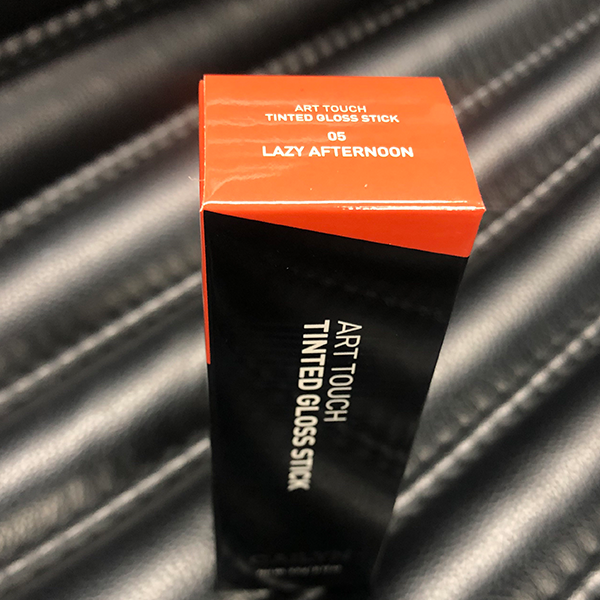 ART TOUCH
TINTED GLOSS STICK
05
LAZY AFTERNOON
ART TOUCH
TINTED GLOSS STICK